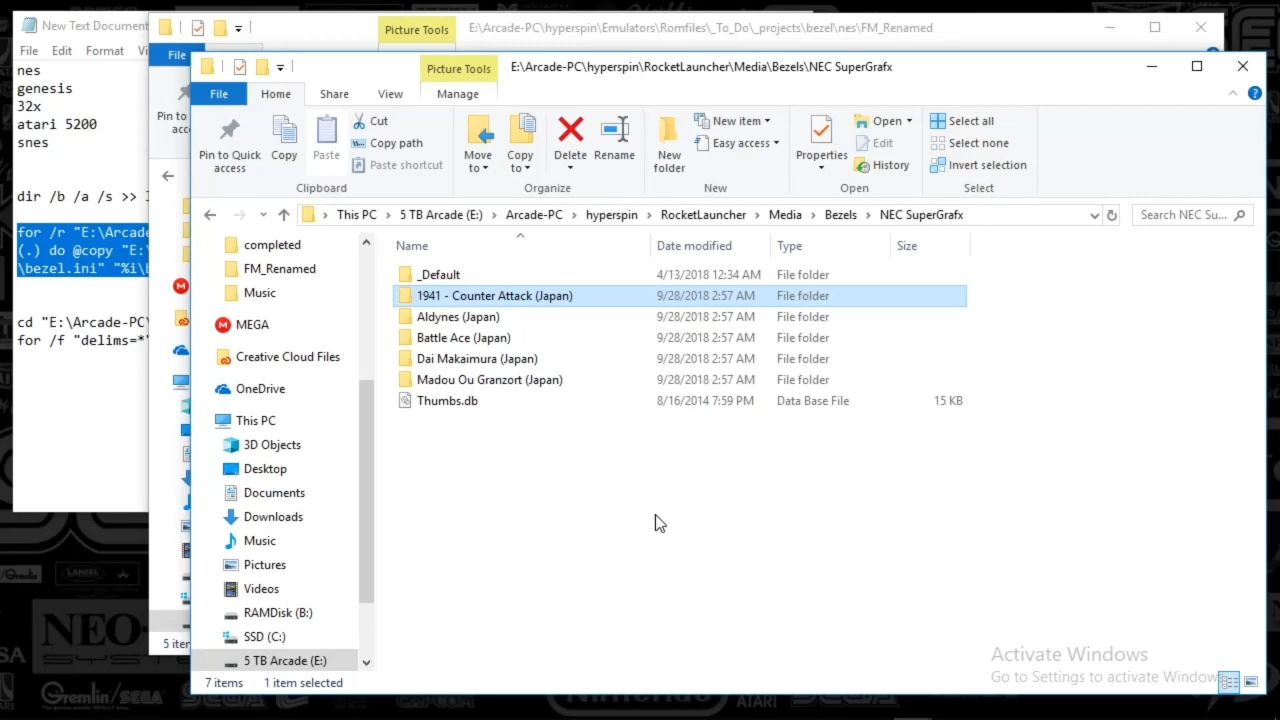 New Text Document
File Edit Format Vi
nes
genesis
32x
atari 5200
snes
dir /b /a /s >>
for /r "E:\Arcade
(.) do @copy "E:
\bezel.ini" "%i\
cd "E:\Arcade-PC\
for /f "delims=*"
Picture Tools
E:\Arcade-PC\hyperspin\Emulators\Romfiles\_To_Do\_projects\bezel\nes\FM_Renamed
File
Pin to
acc
5 iten
Picture Tools
E:\Arcade-PC\hyperspin\RocketLauncher\Media\Bezels\NEC SuperGrafx
File Home Share View Manage
Pin to Quick access
Copy
Paste
Cut
Copy path
Paste shortcut
Clipboard
Move to
Copy to
Delete
Rename
Organize
New folder
New item
Easy access
New
Properties
Open
Edit
History
Open
Select all
Select none
Invert selection
Select
This PC > 5 TB Arcade (E:) > Arcade-PC > hyperspin > RocketLauncher > Media > Bezels > NEC SuperGrafx
Search NEC Su...
completed
FM_Renamed
Music
MEGA
Creative Cloud Files
OneDrive
This PC
3D Objects
Desktop
Documents
Downloads
Music
Pictures
Videos
RAMDisk (B:)
SSD (C:)
5 TB Arcade (E:)
Name Date modified Type Size
_Default 4/13/2018 12:34 AM File folder
1941 - Counter Attack (Japan) 9/28/2018 2:57 AM File folder
Aldynes (Japan) 9/28/2018 2:57 AM File folder
Battle Ace (Japan) 9/28/2018 2:57 AM File folder
Dai Makaimura (Japan) 9/28/2018 2:57 AM File folder
Madou Ou Granzort (Japan) 9/28/2018 2:57 AM File folder
Thumbs.db 8/16/2014 7:59 PM Data Base File 15 KB
7 items 1 item selected
Activate Windows
Go to Settings to activate Windows
NEO
Gremlin/SEGA
ATARI